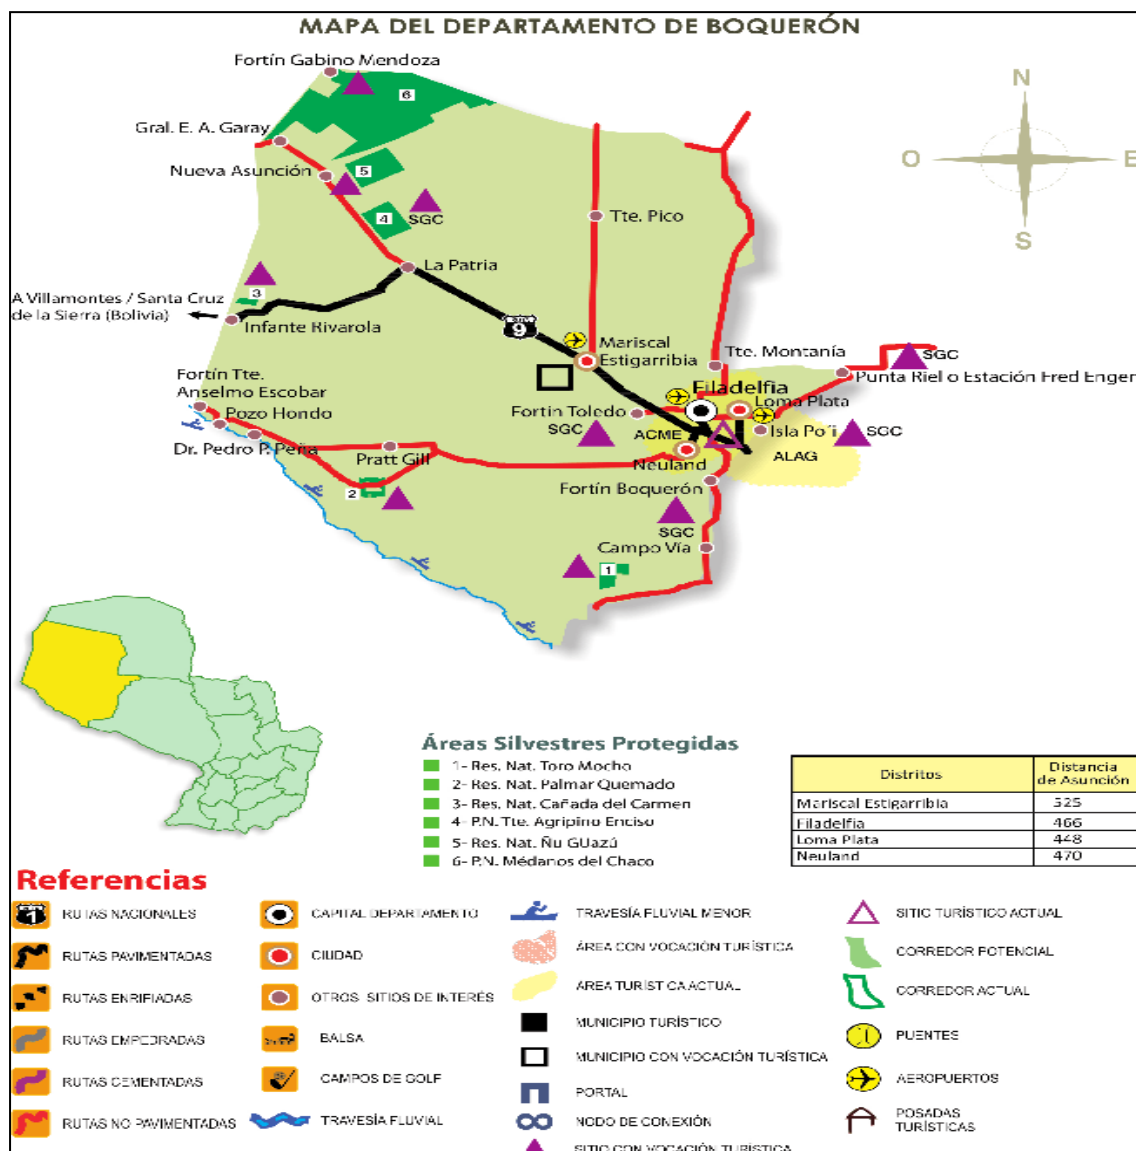 MAPA DEL DEPARTAMENTO DE BOQUERÓN
Fortín Gabino Mendoza
6
N
Gral. E. A. Garay
O
E
Nueva Asunción
5
4
SGC
Tte. Pico
S
La Patria
3
A Villamontes / Santa Cruz
de la Sierra (Bolivia)
Infante Rivarola
9
Mariscal
Estigarribia
Tte. Montanía
SGC
Punta Riel o Estación Fred Enger
Fortín Tte.
Anselmo Escobar
Filadelfia
Loma Plata
Pozo Hondo
Fortin Toledo
Isla Po'i
SGC
SGC
ACME
Dr. Pedro P. Peña
Pratt Gill
Neuland
ALAG
2
Fortín Boquerón
SGC
Campo Vía
1
Áreas Silvestres Protegidas
1- Res. Nat. Toro Mocho
2- Res. Nat. Palmar Quemado
3- Res. Nat. Cañada del Carmen
4- P.N. Tte. Agripino Enciso
5- Res. Nat. Ñu GUazú
6- P.N. Médanos del Chaco
Distritos
Distancia
de Asunción
Mariscal Estigarribia 525
Filadelfia 466
Loma Plata 448
Neuland 470
Referencias
1 RUTAS NACIONALES
RUTAS PAVIMENTADAS
RUTAS ENRIPIADAS
RUTAS EMPEDRADAS
RUTAS CEMENTADAS
RUTAS NO PAVIMENTADAS
CAPITAL DEPARTAMENTO
CIUDAD
OTROS SITIOS DE INTERÉS
BALSA
CAMPOS DE GOLF
TRAVESÍA FLUVIAL
TRAVESÍA FLUVIAL MENOR
ÁREA CON VOCACIÓN TURÍSTICA
AREA TURÍSTICA ACTUAL
MUNICIPIO TURÍSTICO
MUNICIPIO CON VOCACIÓN TURÍSTICA
PORTAL
NODO DE CONEXIÓN
SITIO CON VOCACIÓN TURÍSTICA
SITIO TURÍSTICO ACTUAL
CORREDOR POTENCIAL
CORREDOR ACTUAL
PUENTES
AEROPUERTOS
POSADAS
TURÍSTICAS